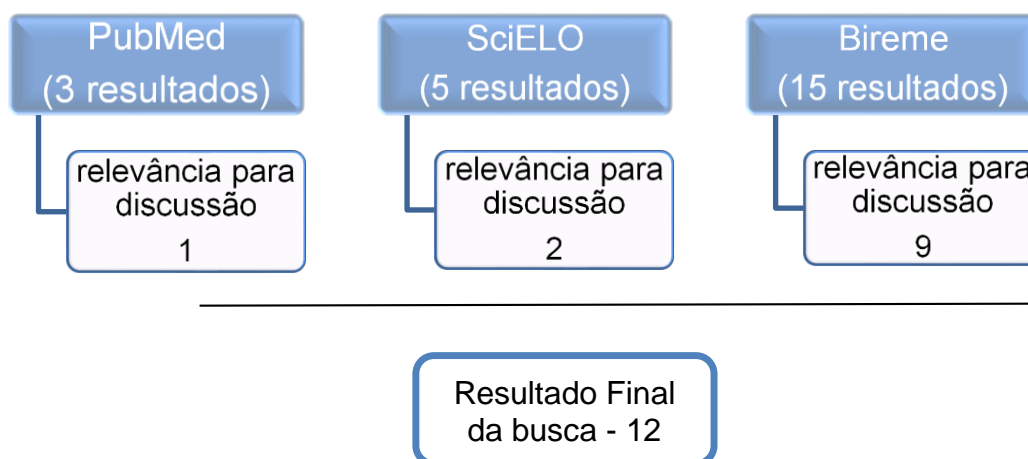 PubMed
(3 resultados)
relevância para
discussão
1
SciELO
(5 resultados)
relevância para
discussão
2
Bireme
(15 resultados)
relevância para
discussão
9
Resultado Final
da busca - 12